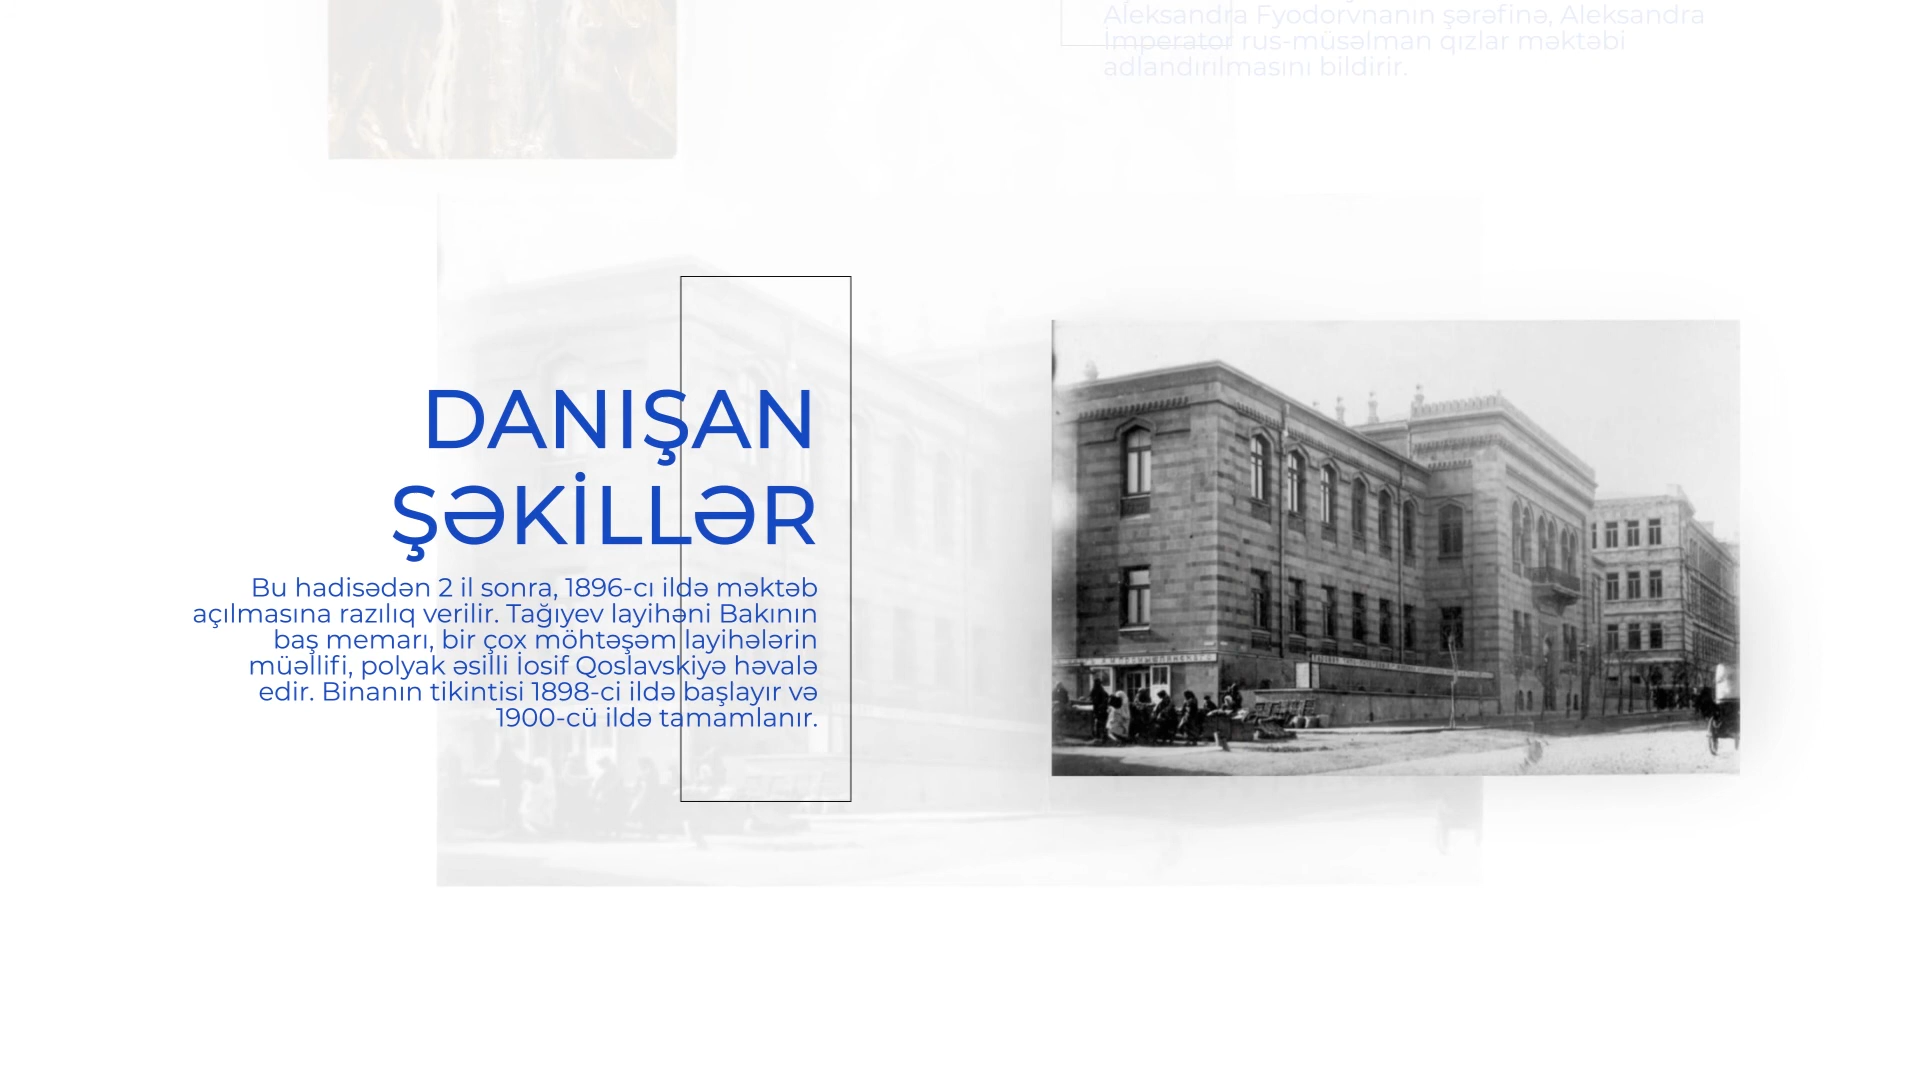 Aleksandra Fyodorvnanın şərəfinə, Aleksandra
İmperator rus-müsəlman qızlar məktəbi
adlandırılmasını bildirir.
DANIŞAN
ŞƏKİLLƏR
Bu hadisədən 2 il sonra, 1896-cı ildə məktəb
açılmasına razılıq verilir. Tağıyev layihəni Bakının
baş memarı, bir çox möhtəşəm layihələrin
müəllifi, polyak əsilli İosif Qoslavskiyə həvalə
edir. Binanın tikintisi 1898-ci ildə başlayır və
1900-cü ildə tamamlanır.